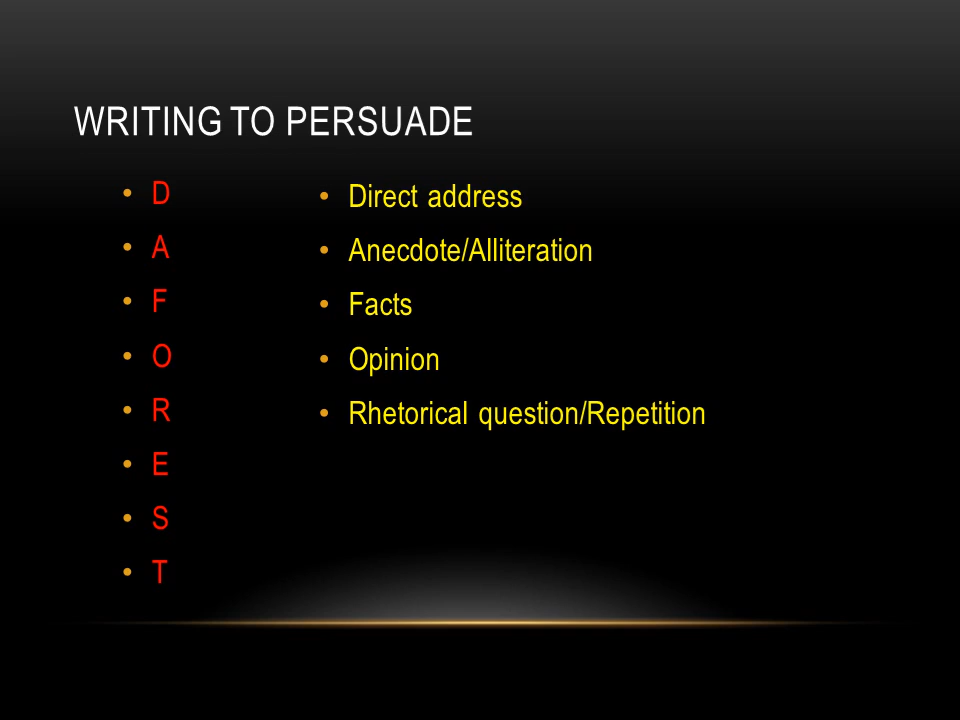 WRITING TO PERSUADE
• D
• A
• F
• O
• R
• E
• S
• T
• Direct address
• Anecdote/Alliteration
• Facts
• Opinion
• Rhetorical question/Repetition